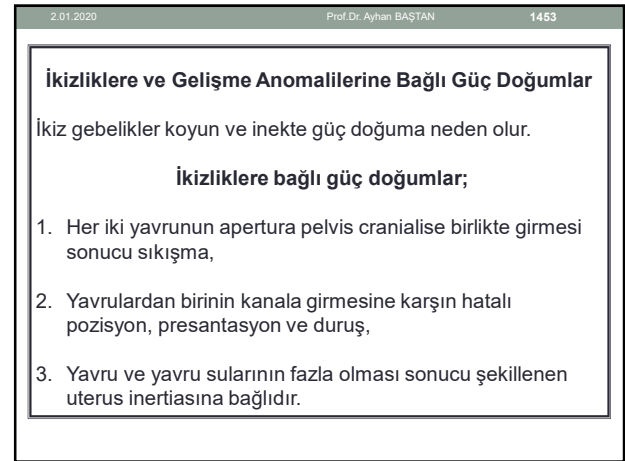 2.01.2020 Prof.Dr. Ayhan BAŞTAN 1453
İkizliklere ve Gelişme Anomalilerine Bağlı Güç Doğumlar
İkiz gebelikler koyun ve inekte güç doğuma neden olur.
İkizliklere bağlı güç doğumlar;
1. Her iki yavrunun apertura pelvis cranialise birlikte girmesi
sonucu sıkışma,
2. Yavrulardan birinin kanala girmesine karşın hatalı
pozisyon, presantasyon ve duruş,
3. Yavru ve yavru sularının fazla olması sonucu şekillenen
uterus inertiasına bağlıdır.